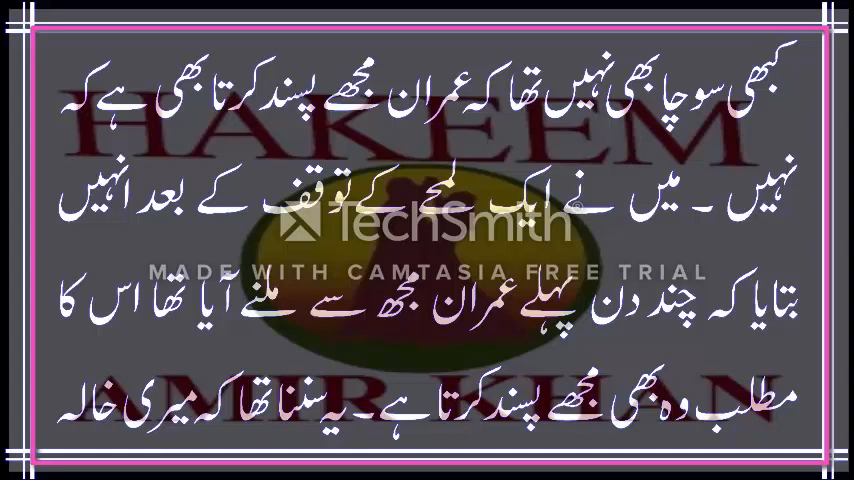 کبھی سوچا بھی نہیں تھا کہ عمران مجھے پسند کرتا بھی ہے کہ
HAKEEM
نہیں ۔ میں نے ایک لمحے کے توقف کے بعد انہیں
TechSmith®
MADE WITH CAMTASIA FREE TRIAL
بتایا کہ چند دن پہلے عمران مجھ سے ملنے آیا تھا اس کا
مطلب وہ بھی مجھے پسند کرتا ہے۔ یہ سننا تھا کہ میری خالہ
AMIR KHAN